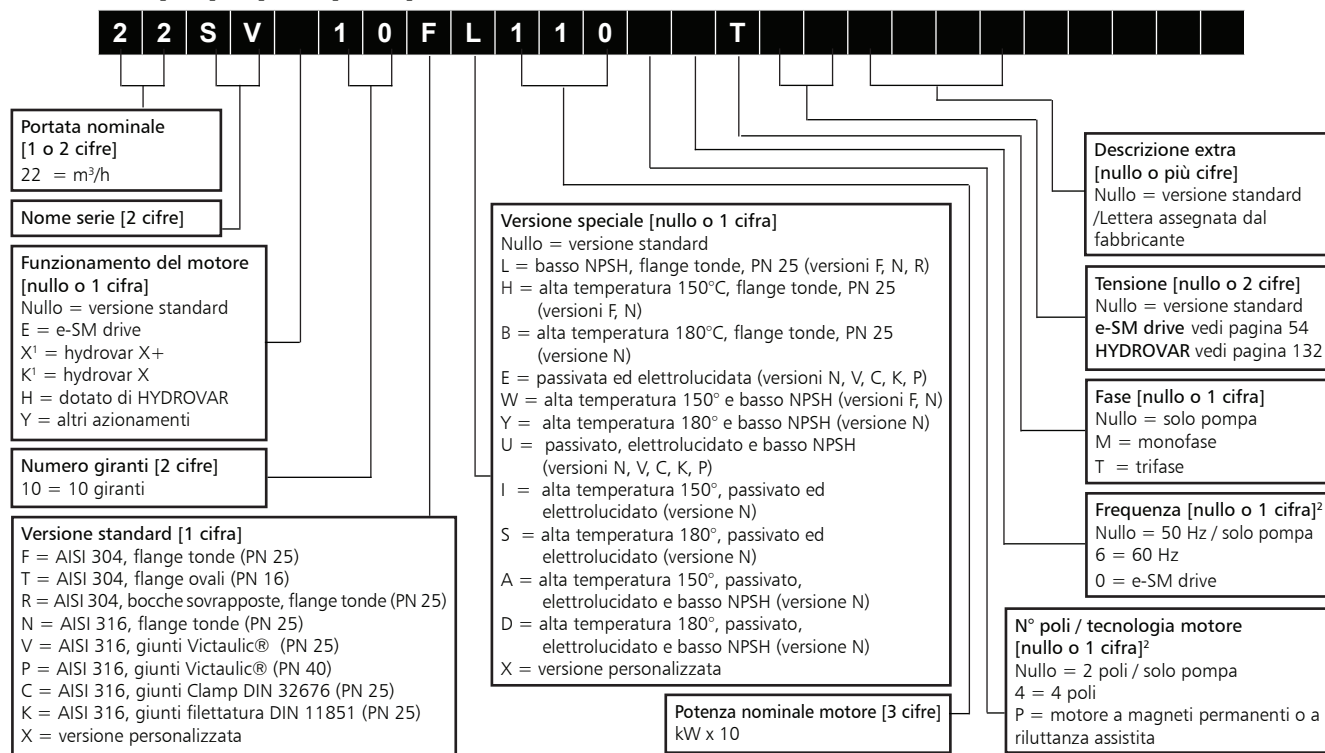 2 2 S V 1 0 F L 1 1 0 T
Portata nominale
[1 o 2 cifre]
22 = m³/h
Nome serie [2 cifre]
Funzionamento del motore
[nullo o 1 cifra]
Nullo = versione standard
E = e-SM drive
X¹ = hydrovar X+
K¹ = hydrovar X
H = dotato di HYDROVAR
Y = altri azionamenti
Numero giranti [2 cifre]
10 = 10 giranti
Versione standard [1 cifra]
F = AISI 304, flange tonde (PN 25)
T = AISI 304, flange ovali (PN 16)
R = AISI 304, bocche sovrapposte, flange tonde (PN 25)
N = AISI 316, flange tonde (PN 25)
V = AISI 316, giunti Victaulic® (PN 25)
P = AISI 316, giunti Victaulic® (PN 40)
C = AISI 316, giunti Clamp DIN 32676 (PN 25)
K = AISI 316, giunti filettatura DIN 11851 (PN 25)
X = versione personalizzata
Versione speciale [nullo o 1 cifra]
Nullo = versione standard
L = basso NPSH, flange tonde, PN 25 (versioni F, N, R)
H = alta temperatura 150°C, flange tonde, PN 25
(versioni F, N)
B = alta temperatura 180°C, flange tonde, PN 25
(versione N)
E = passivata ed elettrolucidata (versioni N, V, C, K, P)
W = alta temperatura 150° e basso NPSH (versioni F, N)
Y = alta temperatura 180° e basso NPSH (versione N)
U = passivato, elettrolucidato e basso NPSH
(versioni N, V, C, K, P)
I = alta temperatura 150°, passivato ed
elettrolucidato (versione N)
S = alta temperatura 180°, passivato ed
elettrolucidato (versione N)
A = alta temperatura 150°, passivato,
elettrolucidato e basso NPSH (versione N)
D = alta temperatura 180°, passivato,
elettrolucidato e basso NPSH (versione N)
X = versione personalizzata
Potenza nominale motore [3 cifre]
kW x 10
Descrizione extra
[nullo o più cifre]
Nullo = versione standard
/Lettera assegnata dal
fabbricante
Tensione [nullo o 2 cifre]
Nullo = versione standard
e-SM drive vedi pagina 54
HYDROVAR vedi pagina 132
Fase [nullo o 1 cifra]
Nullo = solo pompa
M = monofase
T = trifase
Frequenza [nullo o 1 cifra]²
Nullo = 50 Hz / solo pompa
6 = 60 Hz
0 = e-SM drive
N° poli / tecnologia motore
[nullo o 1 cifra]²
Nullo = 2 poli / solo pompa
4 = 4 poli
P = motore a magneti permanenti o a
riluttanza assistita